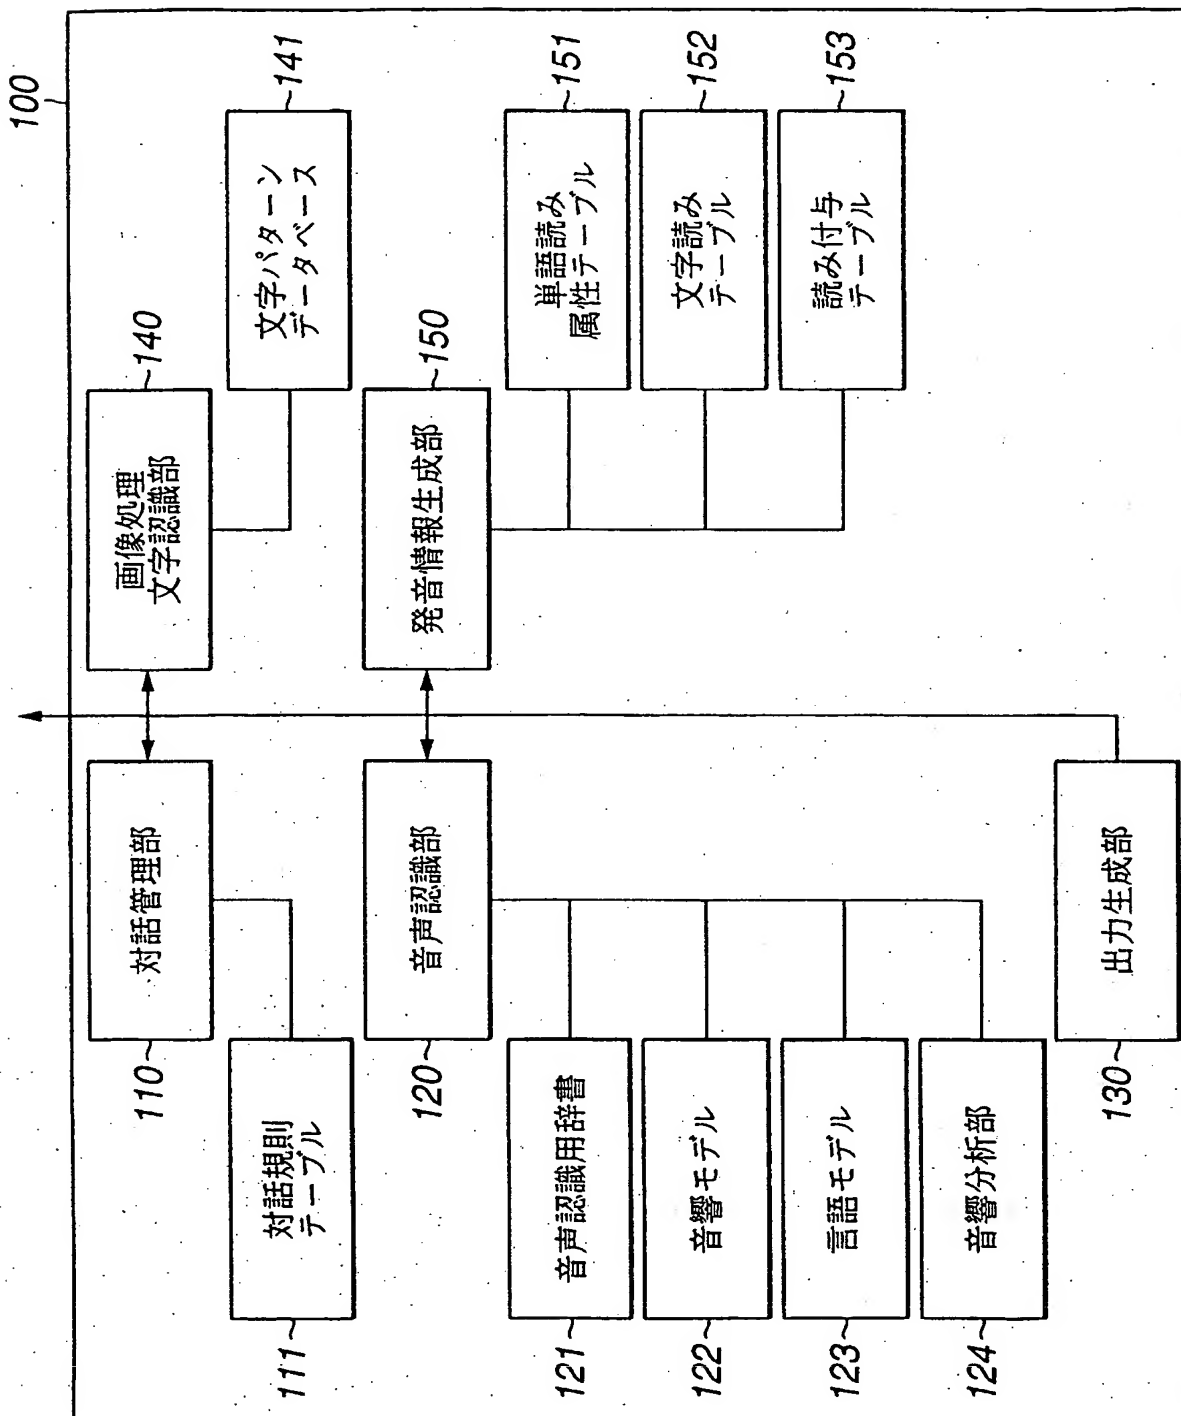 100
110
対話管理部
111
対話規則
テーブル
120
音声認識部
121
音声認識用辞書
122
音響モデル
123
言語モデル
124
音響分析部
130
出力生成部
画像処理
文字認識部
140
文字パターン
データベース
141
発音情報生成部
150
単語読み
属性テーブル
151
文字読み
テーブル
152
読み付与
テーブル
153